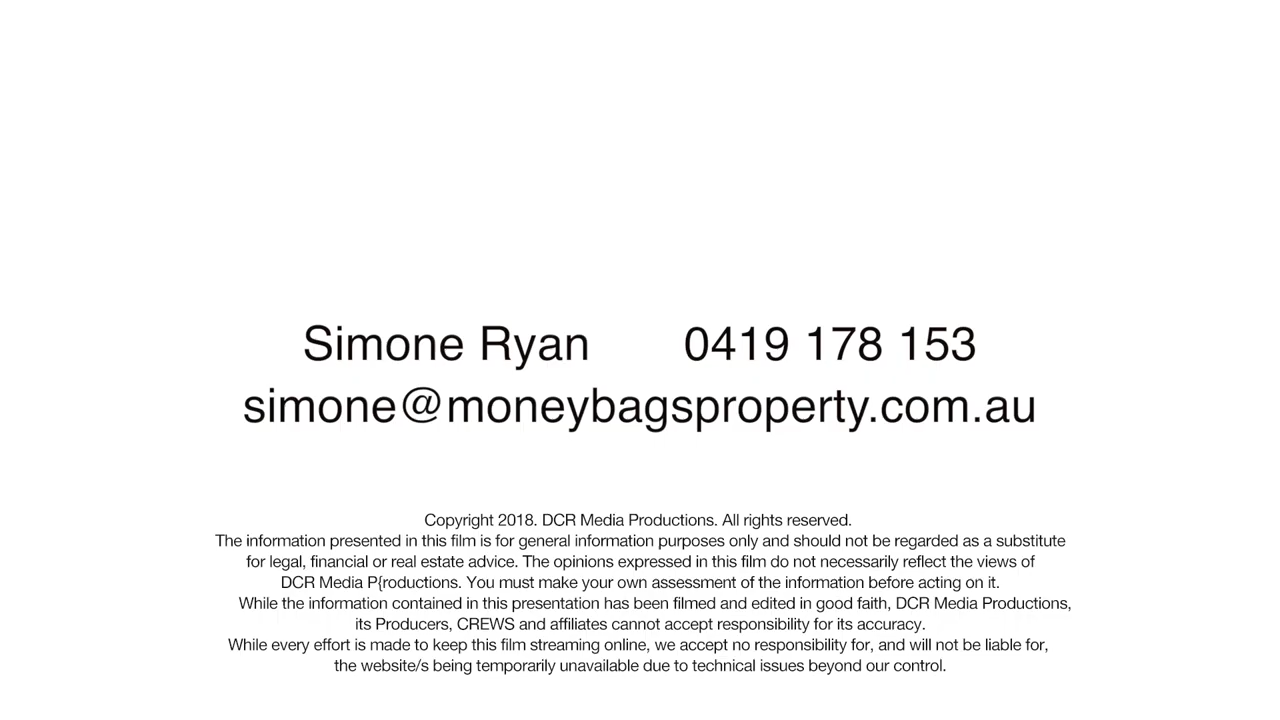 Simone Ryan 0419 178 153
simone@moneybagsproperty.com.au
Copyright 2018. DCR Media Productions. All rights reserved.
The information presented in this film is for general information purposes only and should not be regarded as a substitute
for legal, financial or real estate advice. The opinions expressed in this film do not necessarily reflect the views of
DCR Media P{roductions. You must make your own assessment of the information before acting on it.
While the information contained in this presentation has been filmed and edited in good faith, DCR Media Productions,
its Producers, CREWS and affiliates cannot accept responsibility for its accuracy.
While every effort is made to keep this film streaming online, we accept no responsibility for, and will not be liable for,
the website/s being temporarily unavailable due to technical issues beyond our control.